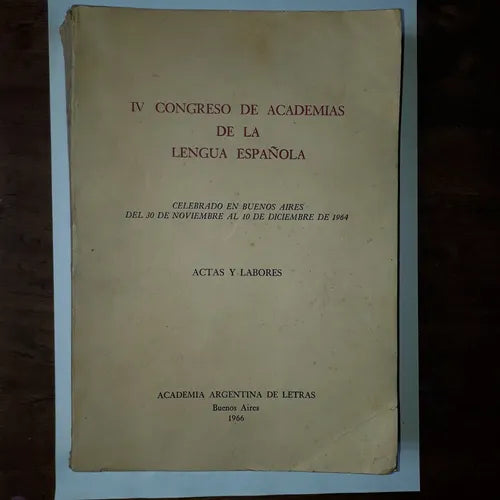 IV CONGRESO DE ACADEMIAS
DE LA
LENGUA ESPAÑOLA
CELEBRADO EN BUENOS AIRES
DEL 30 DE NOVIEMBRE AL 10 DE DICIEMBRE DE 1964
ACTAS Y LABORES
ACADEMIA ARGENTINA DE LETRAS
Buenos Aires
1966